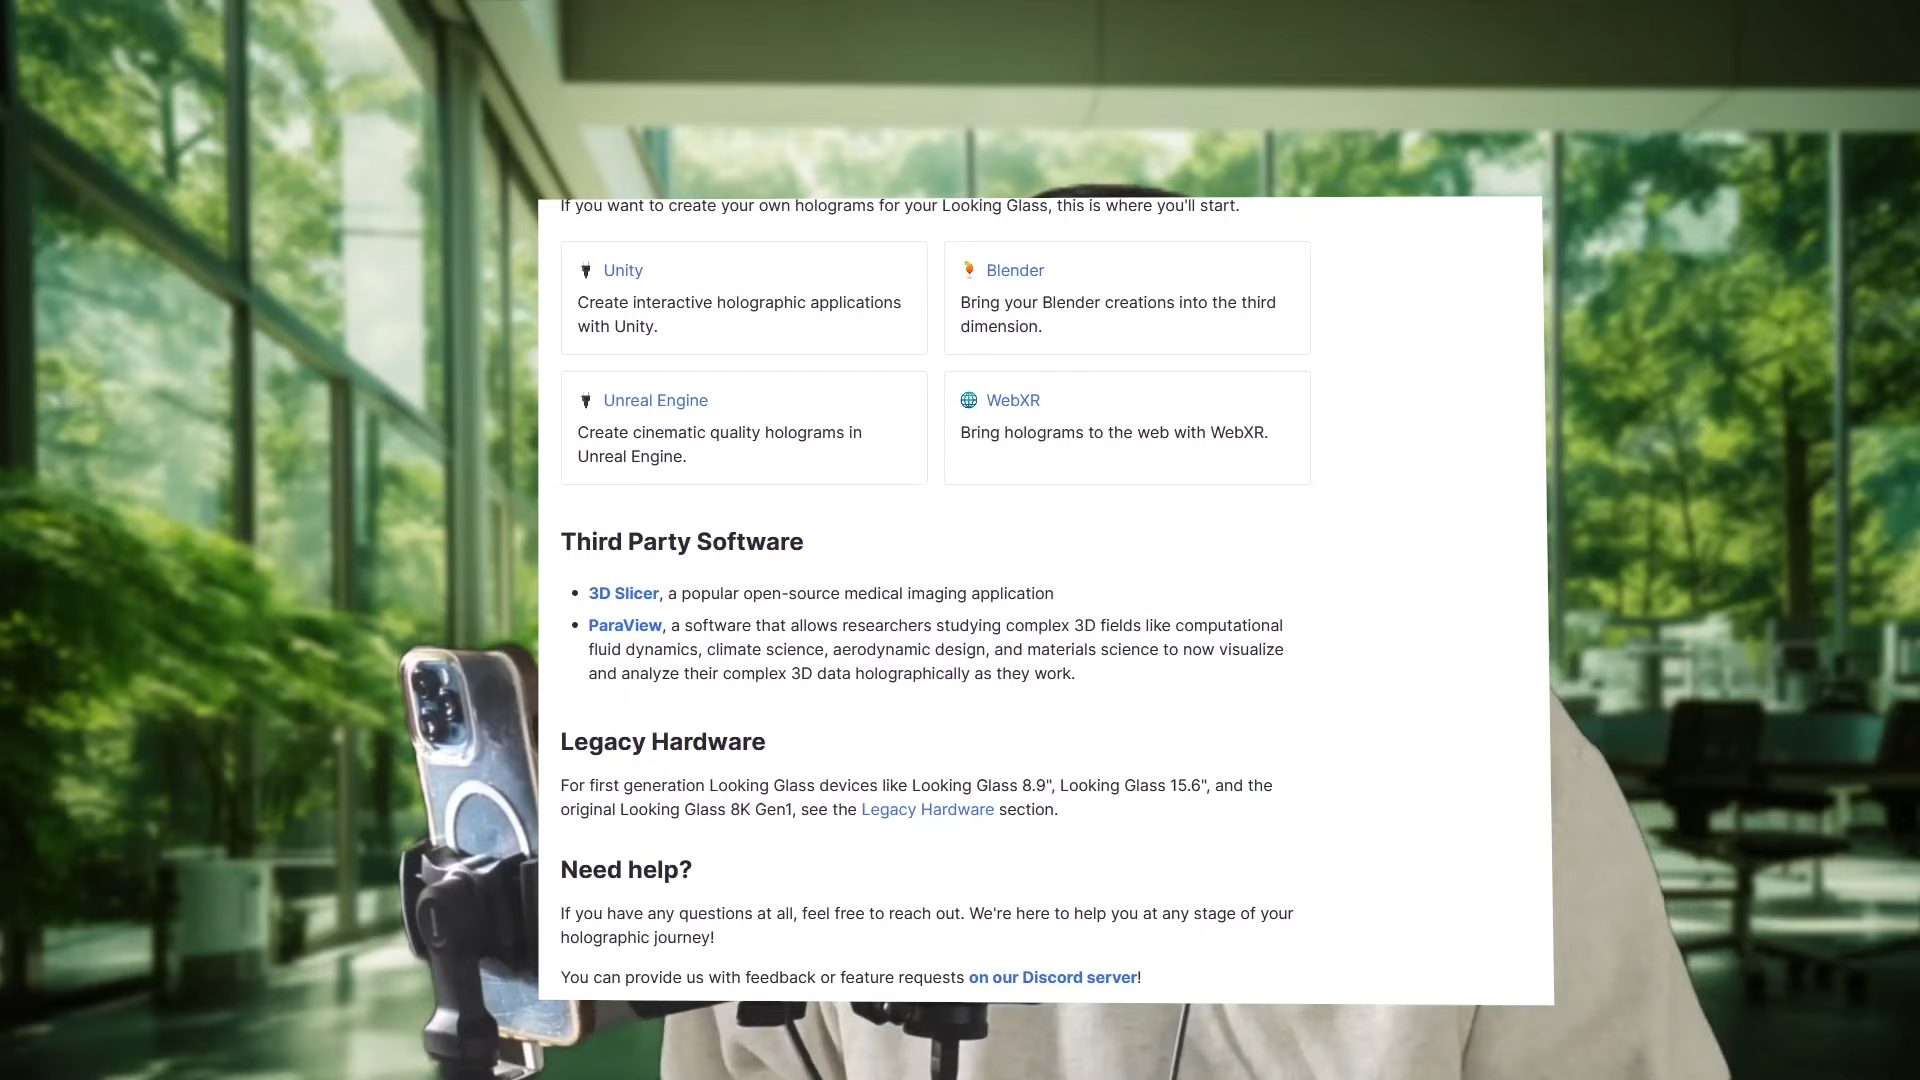 If you want to create your own holograms for your Looking Glass, this is where you'll start.
Unity
Create interactive holographic applications
with Unity.
Blender
Bring your Blender creations into the third
dimension.
Unreal Engine
Create cinematic quality holograms in
Unreal Engine.
WebXR
Bring holograms to the web with WebXR.
Third Party Software
3D Slicer, a popular open-source medical imaging application
ParaView, a software that allows researchers studying complex 3D fields like computational
fluid dynamics, climate science, aerodynamic design, and materials science to now visualize
and analyze their complex 3D data holographically as they work.
Legacy Hardware
For first generation Looking Glass devices like Looking Glass 8.9", Looking Glass 15.6", and the
original Looking Glass 8K Gen1, see the Legacy Hardware section.
Need help?
If you have any questions at all, feel free to reach out. We're here to help you at any stage of your
holographic journey!
You can provide us with feedback or feature requests on our Discord server!